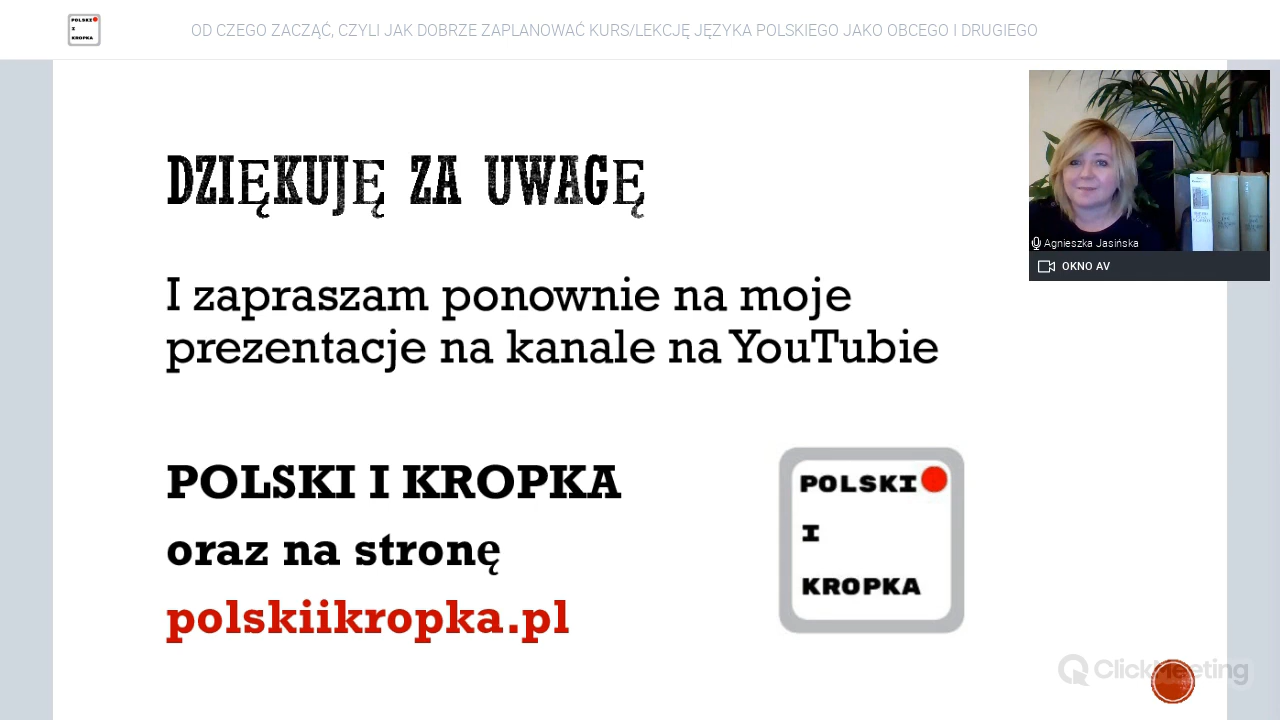 POLSKI
I
KROPKA
OD CZEGO ZACZĄĆ, CZYLI JAK DOBRZE ZAPLANOWAĆ KURS/LEKCJĘ JĘZYKA POLSKIEGO JAKO OBCEGO I DRUGIEGO
Agnieszka Jasińska
OKNO AV
DZIĘKUJĘ ZA UWAGĘ
I zapraszam ponownie na moje
prezentacje na kanale na YouTubie
POLSKI I KROPKA
oraz na stronę
polskiikropka.pl
POLSKI
I
KROPKA
ClickMeeting